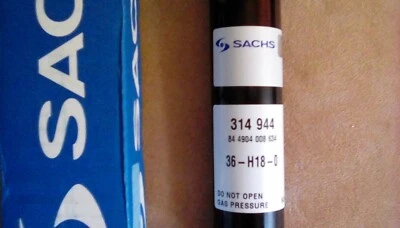 SACHS
SACHS
314 944
84 4904 008 634
36-H18-0
DO NOT OPEN
GAS PRESSURE